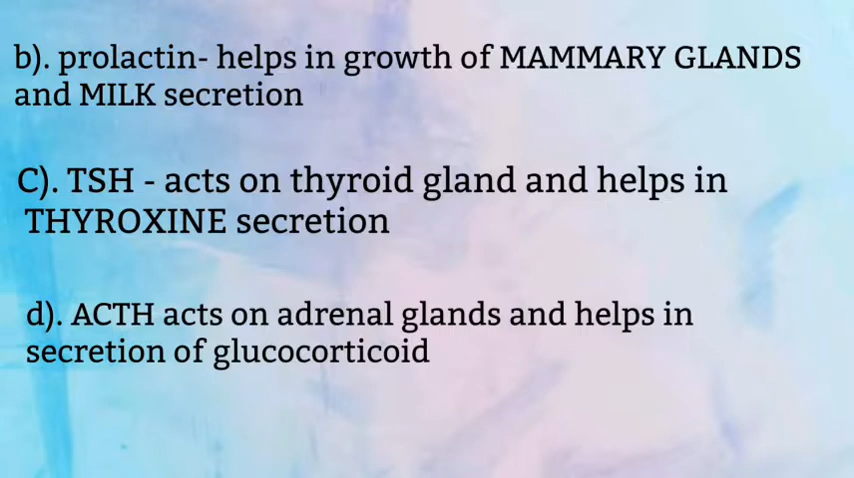 b). prolactin- helps in growth of MAMMARY GLANDS
and MILK secretion
C). TSH - acts on thyroid gland and helps in
THYROXINE secretion
d). ACTH acts on adrenal glands and helps in
secretion of glucocorticoid